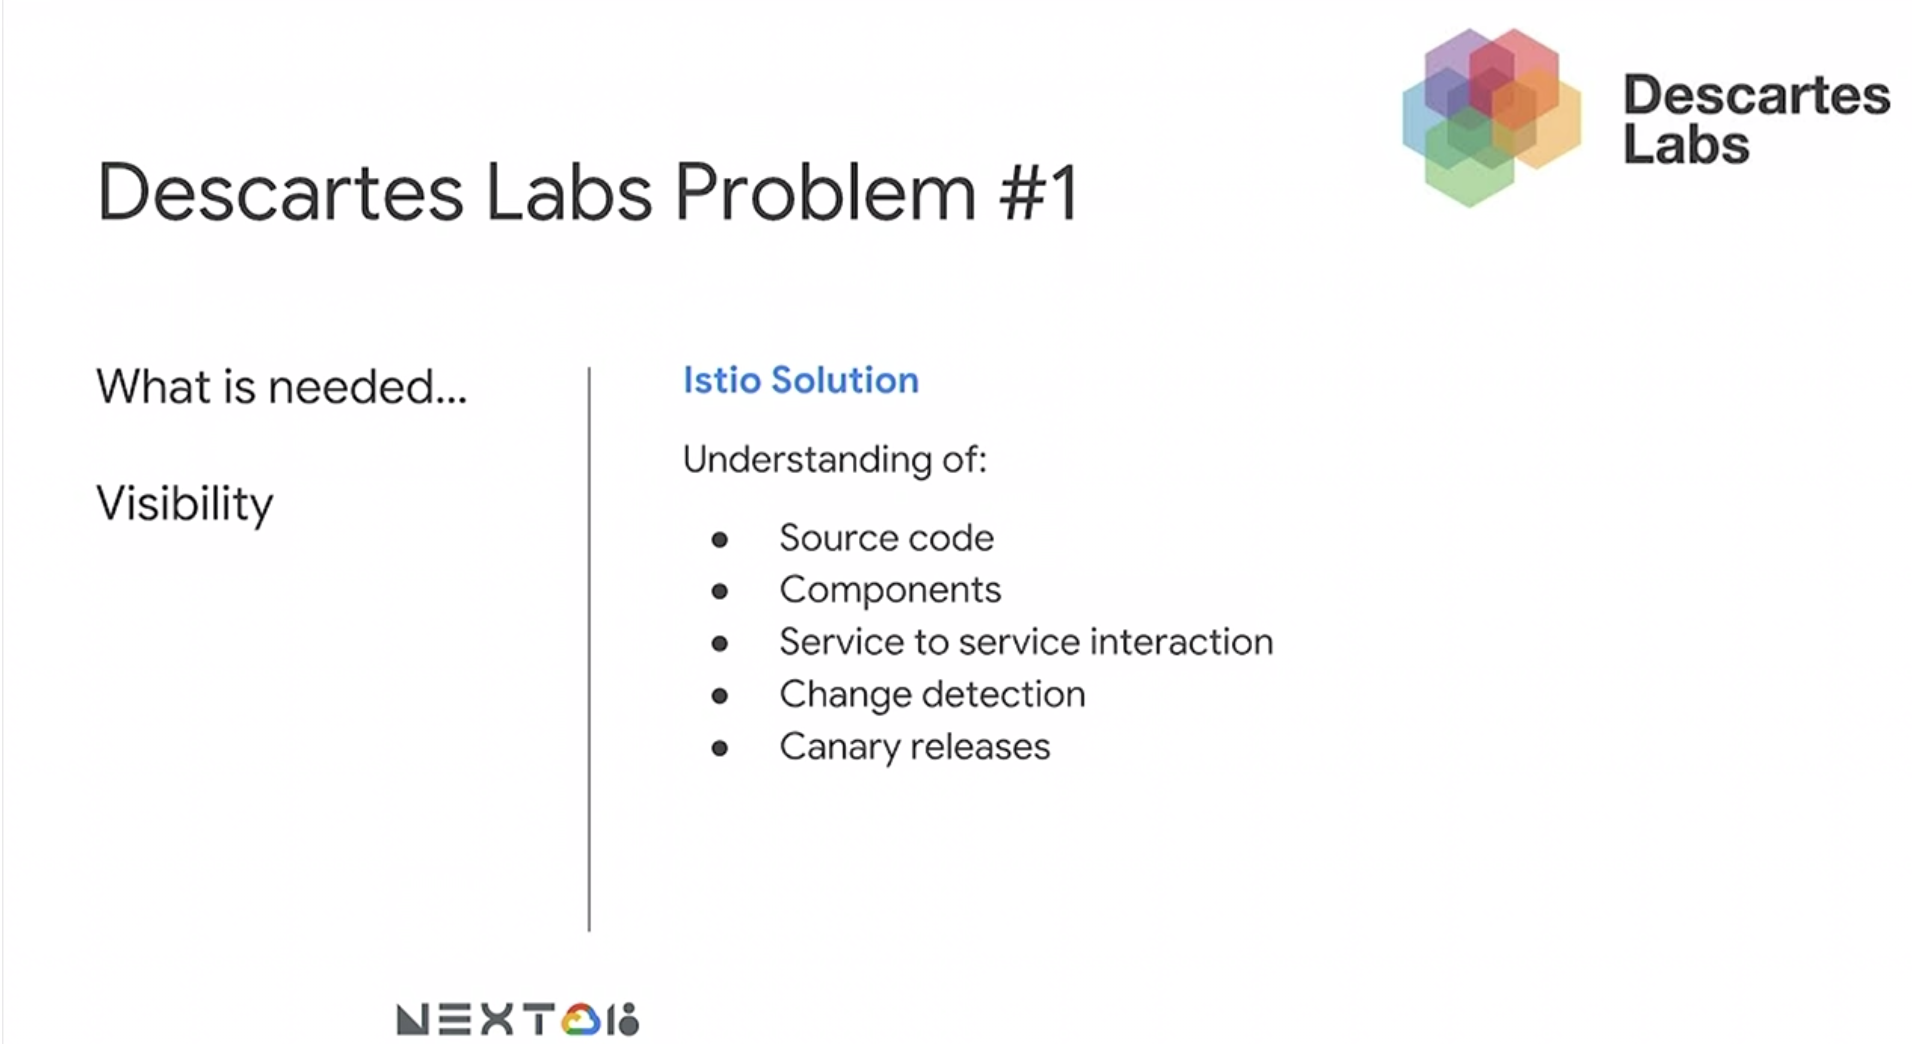 Descartes
Labs
Descartes Labs Problem #1
What is needed...
Visibility
Istio Solution
Understanding of:
● Source code
● Components
● Service to service interaction
● Change detection
● Canary releases
NEXT 18